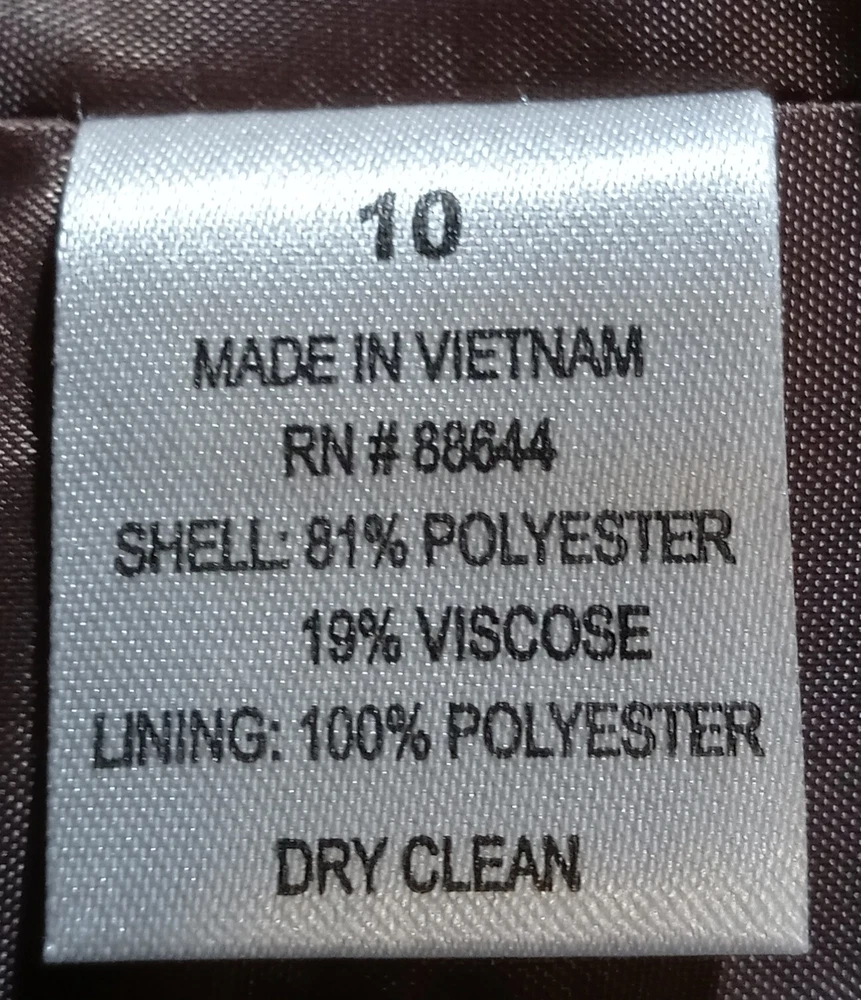 10
MADE IN VIETNAM
RN # 88644
SHELL: 81% POLYESTER
19% VISCOSE
LINING: 100% POLYESTER
DRY CLEAN